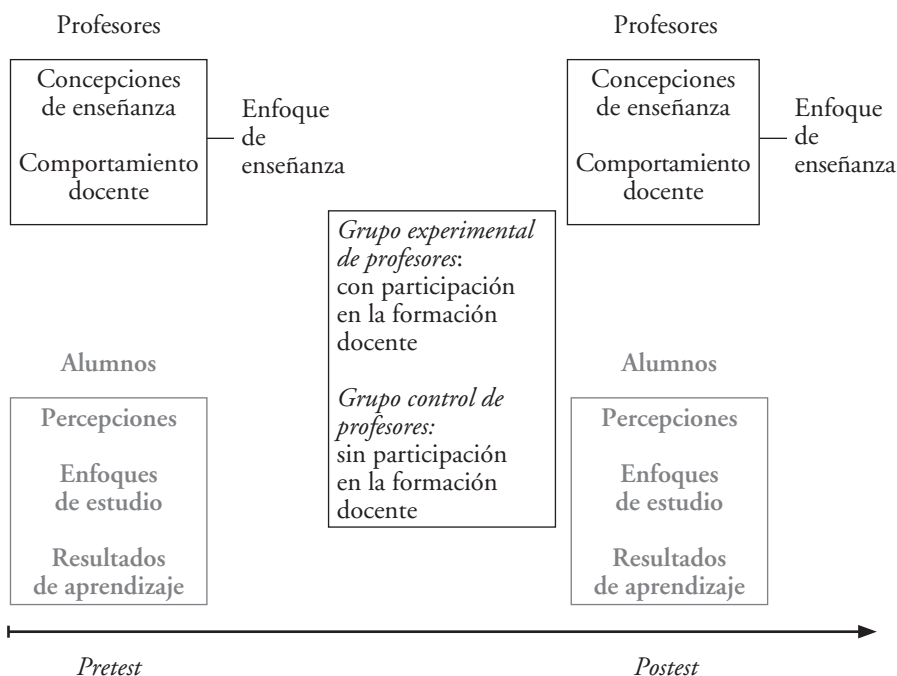 Profesores
Concepciones
de enseñanza
Comportamiento
docente
Enfoque
de
enseñanza
Alumnos
Percepciones
Enfoques
de estudio
Resultados
de aprendizaje
Grupo experimental
de profesores:
con participación
en la formación
docente
Grupo control de
profesores:
sin participación
en la formación
docente
Profesores
Concepciones
de enseñanza
Comportamiento
docente
Enfoque
de
enseñanza
Alumnos
Percepciones
Enfoques
de estudio
Resultados
de aprendizaje
Pretest
Postest